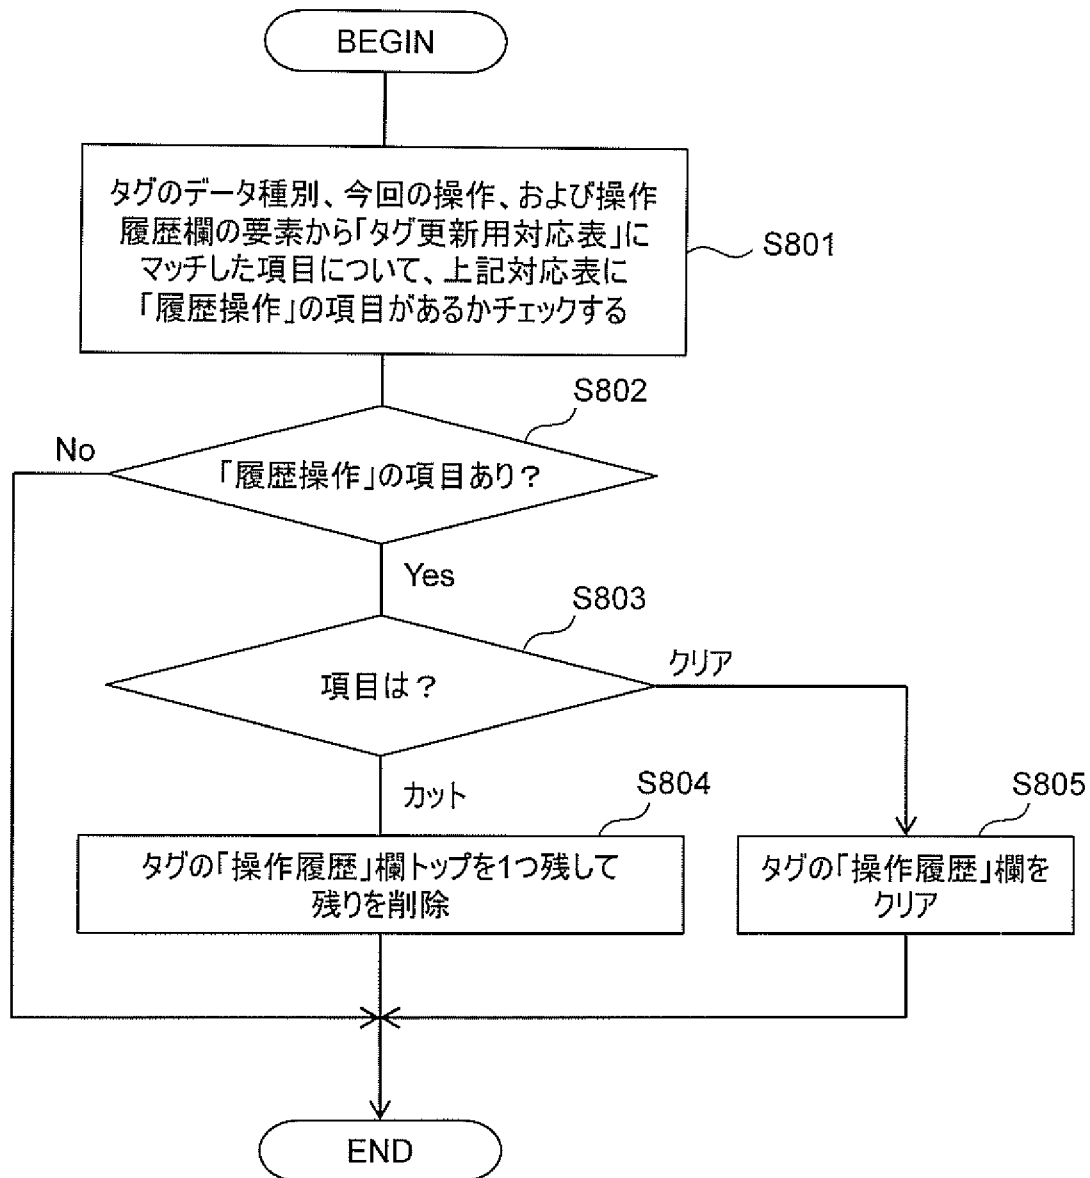 BEGIN
タグのデータ種別、今回の操作、および操作
履歴欄の要素から「タグ更新用対応表」に
マッチした項目について、上記対応表に
「履歴操作」の項目があるかチェックする
S801
S802
No
「履歴操作」の項目あり？
Yes
S803
項目は？
クリア
カット
S804
S805
タグの「操作履歴」欄トップを1つ残して
残りを削除
タグの「操作履歴」欄を
クリア
END